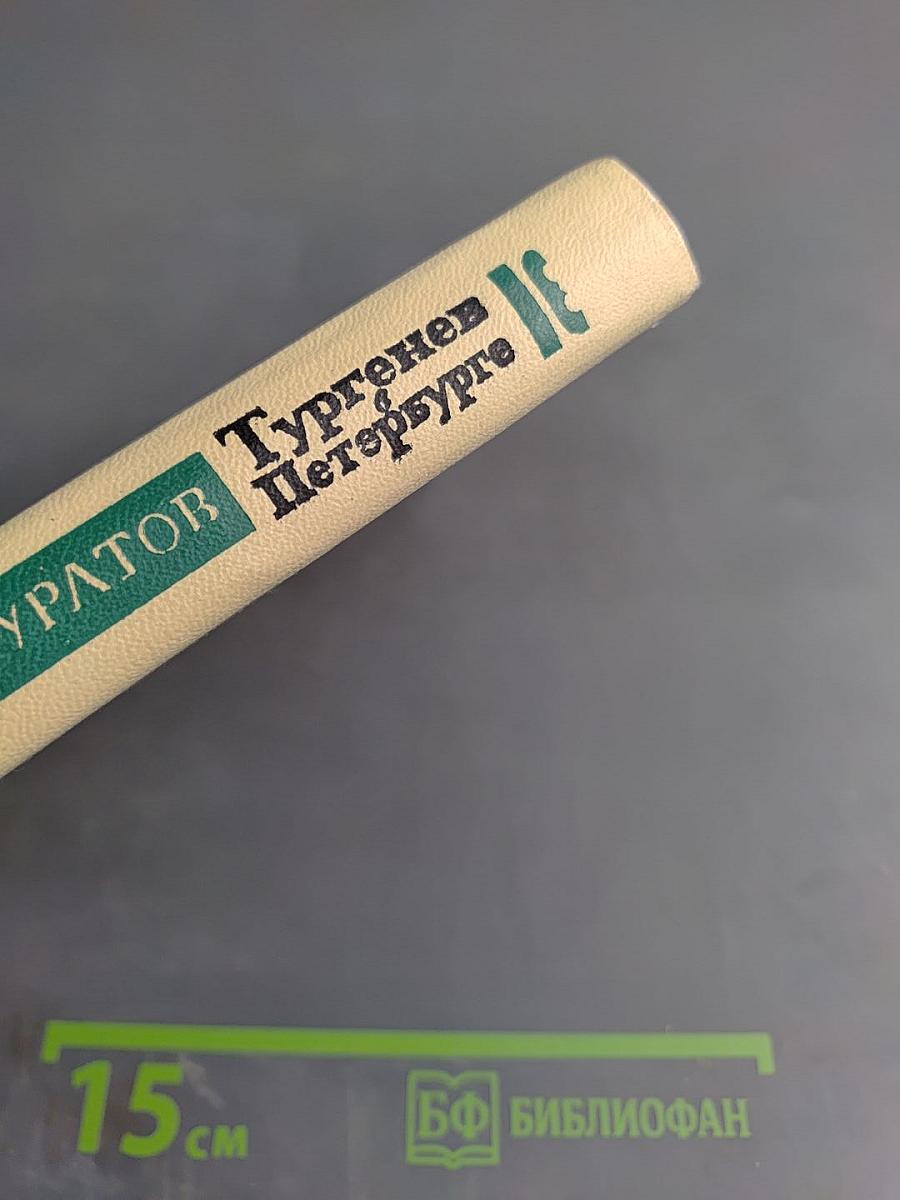 УРАТОВ
Тургенев
в
Петербурге
15 см
БФ БИБЛИОФАН